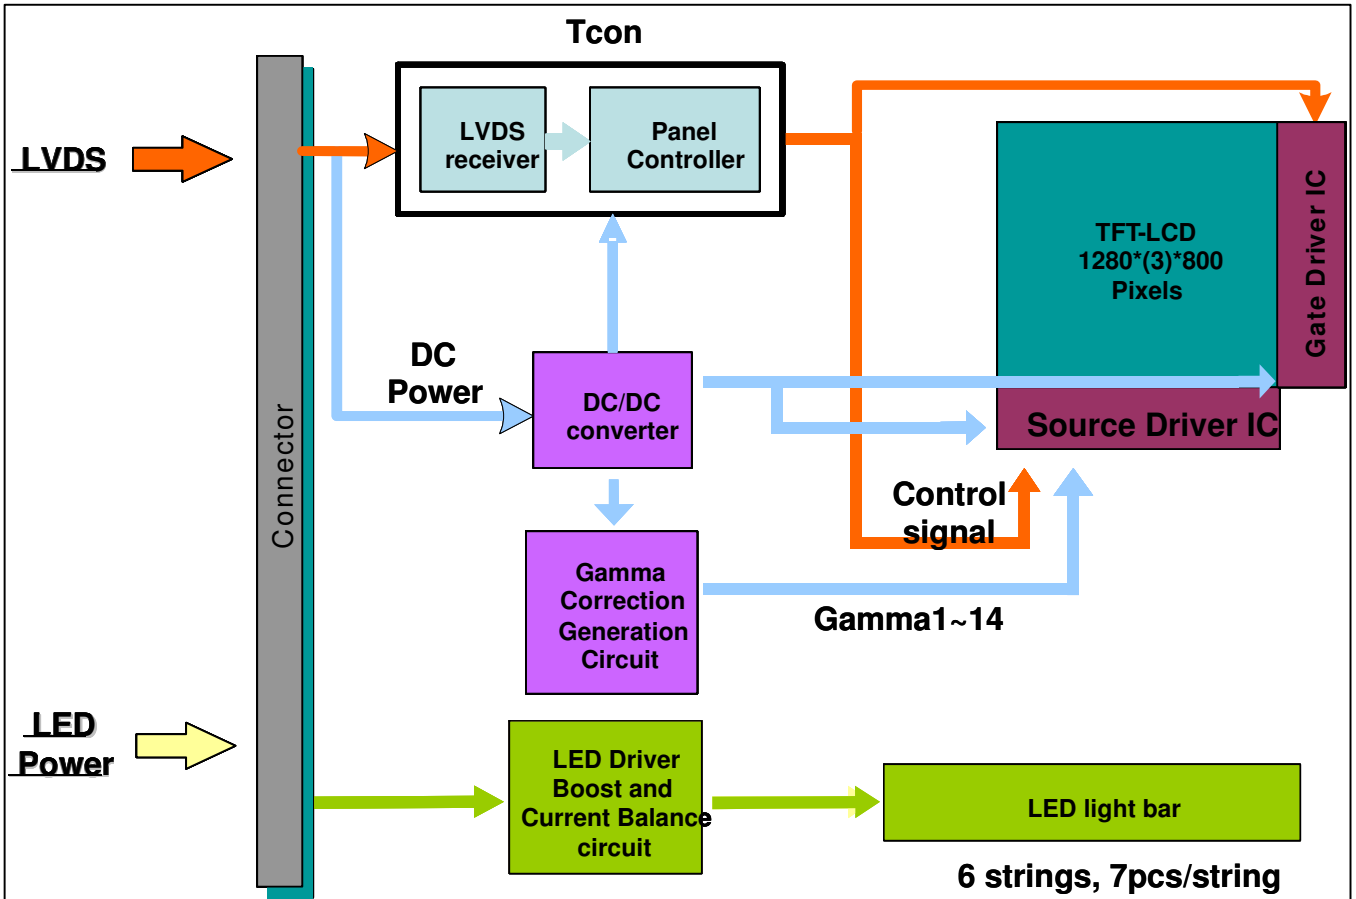 Tcon
LVDS
LVDS
receiver
Panel
Controller
TFT-LCD
1280*(3)*800
Pixels
Gate Driver IC
DC
Power
DC/DC
converter
Source Driver IC
Connector
Control
signal
Gamma
Correction
Generation
Circuit
Gamma1~14
LED
Power
LED Driver
Boost and
Current Balance
circuit
LED light bar
6 strings, 7pcs/string